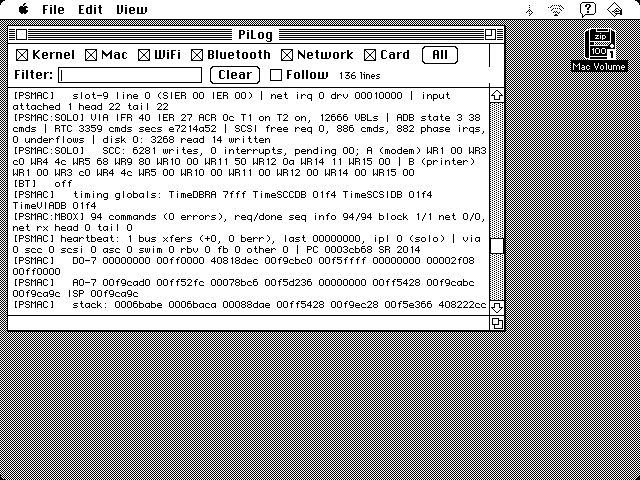 File Edit View
PiLog
Kernel Mac WiFi Bluetooth Network Card All
Filter: Clear Follow 136 lines
[PSMAC] slot-9 line 0 (SIER 00 IER 00) | net irq 0 drv 00010000 | input
attached 1 head 22 tail 22
[PSMAC:SOLO] VIA IFR 40 IER 27 ACR 0c T1 on T2 on, 12666 VBLs | ADB state 3 38
cmds | RTC 3359 cmds secs e7214a52 | SCSI free req 0, 886 cmds, 882 phase irqs,
0 underflows | disk 0: 3268 read 14 written
[PSMAC:SOLO] SCC: 6281 writes, 0 interrupts, pending 00; A (modem) WR1 00 WR3
c0 WR4 4c WR5 68 WR9 80 WR10 00 WR11 50 WR12 0a WR14 11 WR15 00 | B (printer)
WR1 00 WR3 c0 WR4 4c WR5 00 WR10 00 WR11 00 WR12 00 WR14 00 WR15 00
[BT] off
[PSMAC] timing globals: TimeDBRA 7fff TimeSCCDB 01f4 TimeSCSIDB 01f4
TimeVIADB 01f4
[PSMAC:MBOX] 94 commands (0 errors), req/done seq info 94/94 block 1/1 net 0/0,
net rx head 0 tail 0
[PSMAC] heartbeat: 1 bus xfers (+0, 0 berr), last 00000000, ipl 0 (solo) | via
0 scc 0 scsi 0 asc 0 swim 0 rbv 0 fb 0 other 0 | PC 0003cb68 SR 2014
[PSMAC] D0-7 00000000 00ff0000 40818dec 00f9cbc0 00f5ffff 00000000 00002f08
00ff0000
[PSMAC] A0-7 00f9cad0 00ff52fc 00078bc6 00f5d236 00000000 00ff5428 00f9cabc
00f9ca9c ISP 00f9ca9c
[PSMAC] stack: 0006babe 0006baca 00088dae 00ff5428 00f9ec28 00f5e366 408222cc
zip
100
Mac Volume